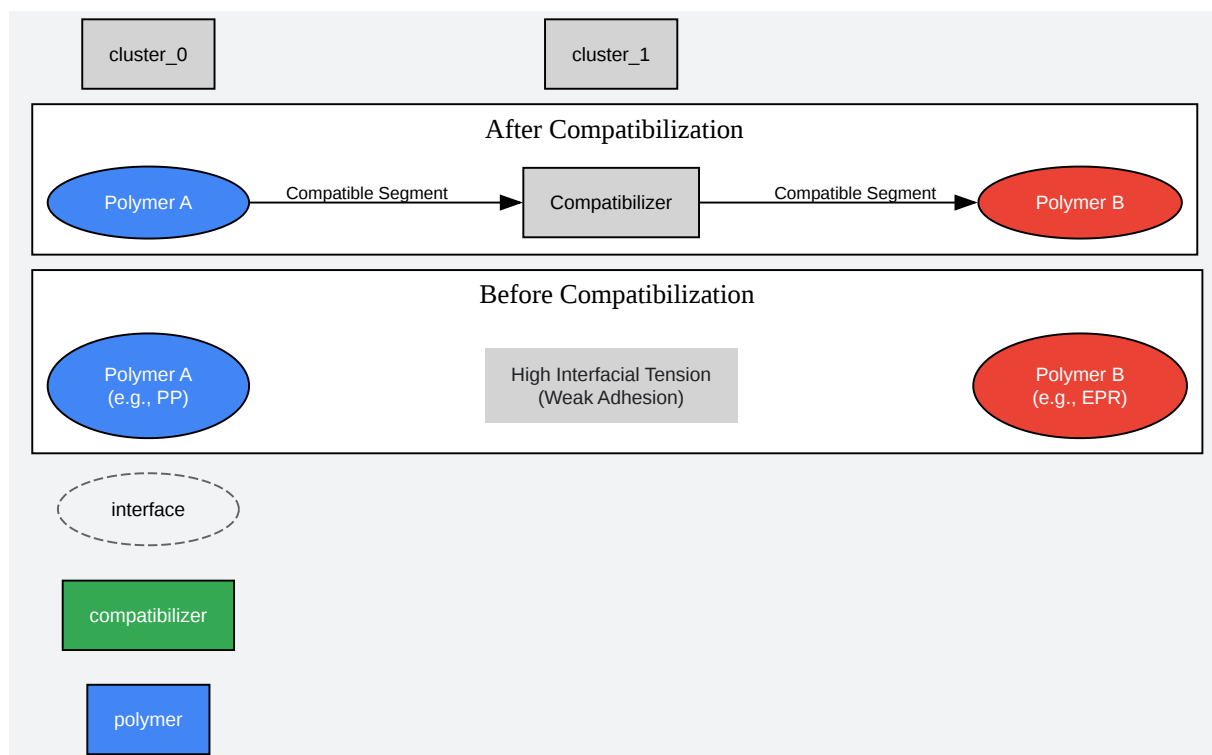 cluster_0
cluster_1
After Compatibilization
Polymer A
Compatible Segment
Compatibilizer
Compatible Segment
Polymer B
Before Compatibilization
Polymer A
(e.g., PP)
High Interfacial Tension
(Weak Adhesion)
Polymer B
(e.g., EPR)
interface
compatibilizer
polymer